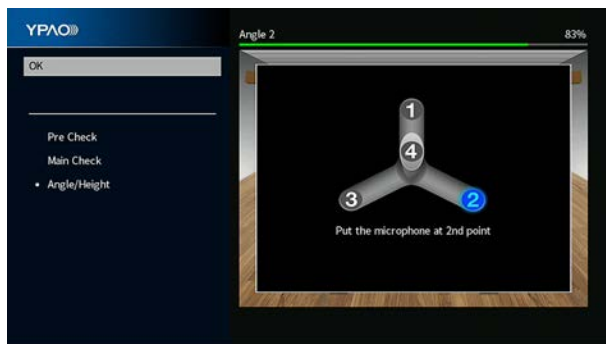 YPAO
Angle 2
83%
OK
Pre Check
Main Check
• Angle/Height
1
4
3
2
Put the microphone at 2nd point